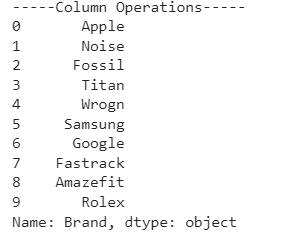 -----Column Operations-----
0       Apple
1       Noise
2      Fossil
3       Titan
4       Wrogn
5     Samsung
6      Google
7    Fastrack
8    Amazefit
9       Rolex
Name: Brand, dtype: object